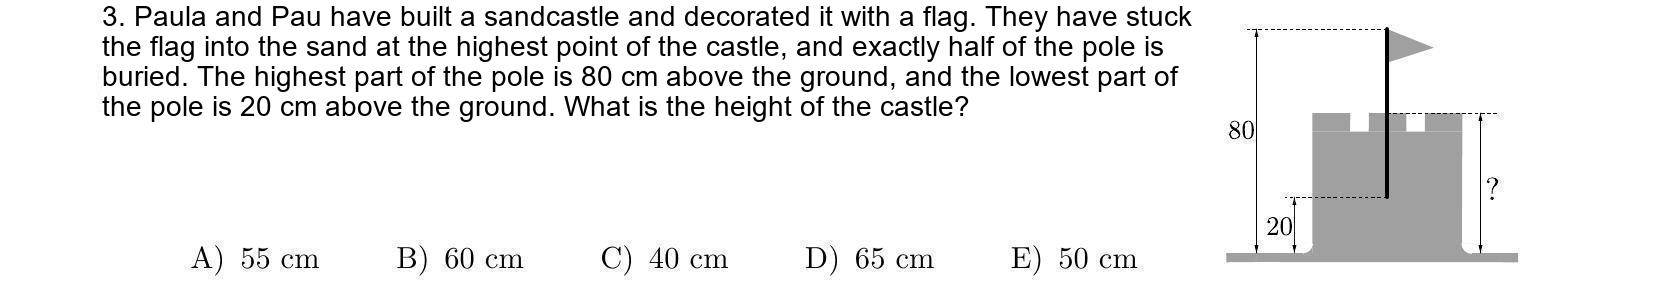 3. Paula and Pau have built a sandcastle and decorated it with a flag. They have stuck
the flag into the sand at the highest point of the castle, and exactly half of the pole is
buried. The highest part of the pole is 80 cm above the ground, and the lowest part of
the pole is 20 cm above the ground. What is the height of the castle?
80
?
20
A) 55 cm B) 60 cm C) 40 cm D) 65 cm E) 50 cm